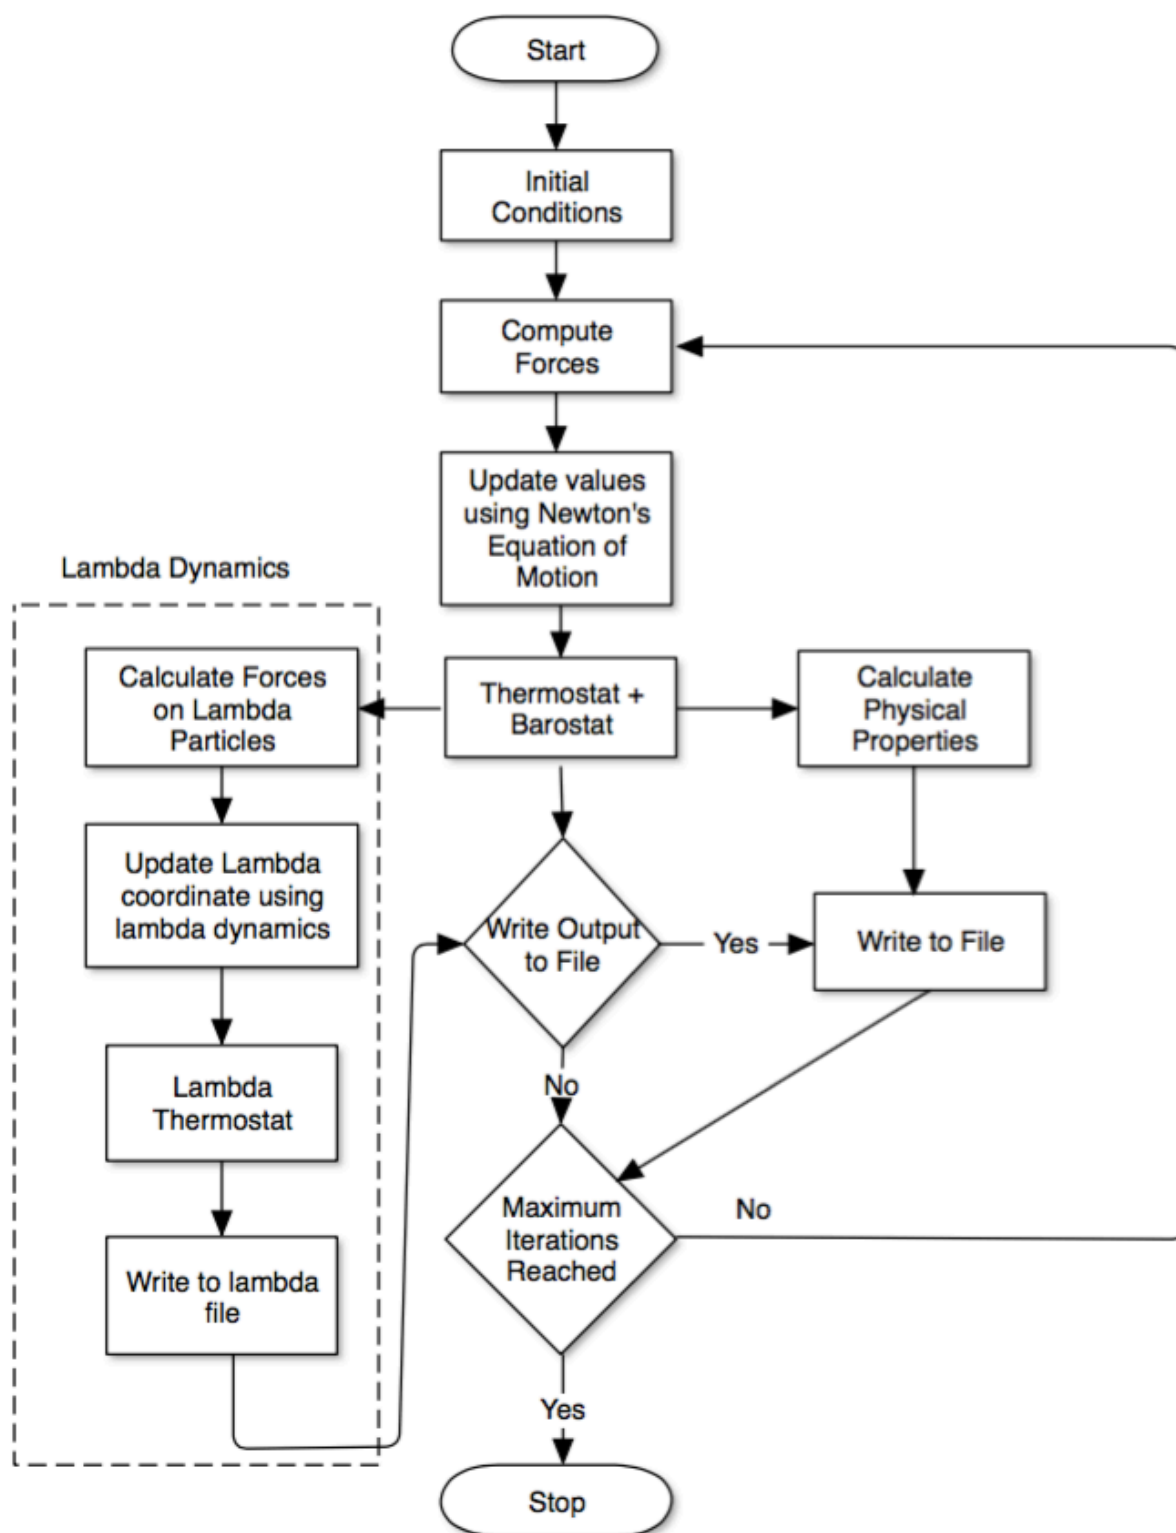 Start
Initial
Conditions
Compute
Forces
Update values
using Newton's
Equation of
Motion
Lambda Dynamics
Calculate Forces
on Lambda
Particles
Thermostat +
Barostat
Calculate
Physical
Properties
Update Lambda
coordinate using
lambda dynamics
Write Output
to File
Yes
Write to File
Lambda
Thermostat
No
Maximum
Iterations
Reached
No
Write to lambda
file
Yes
Stop